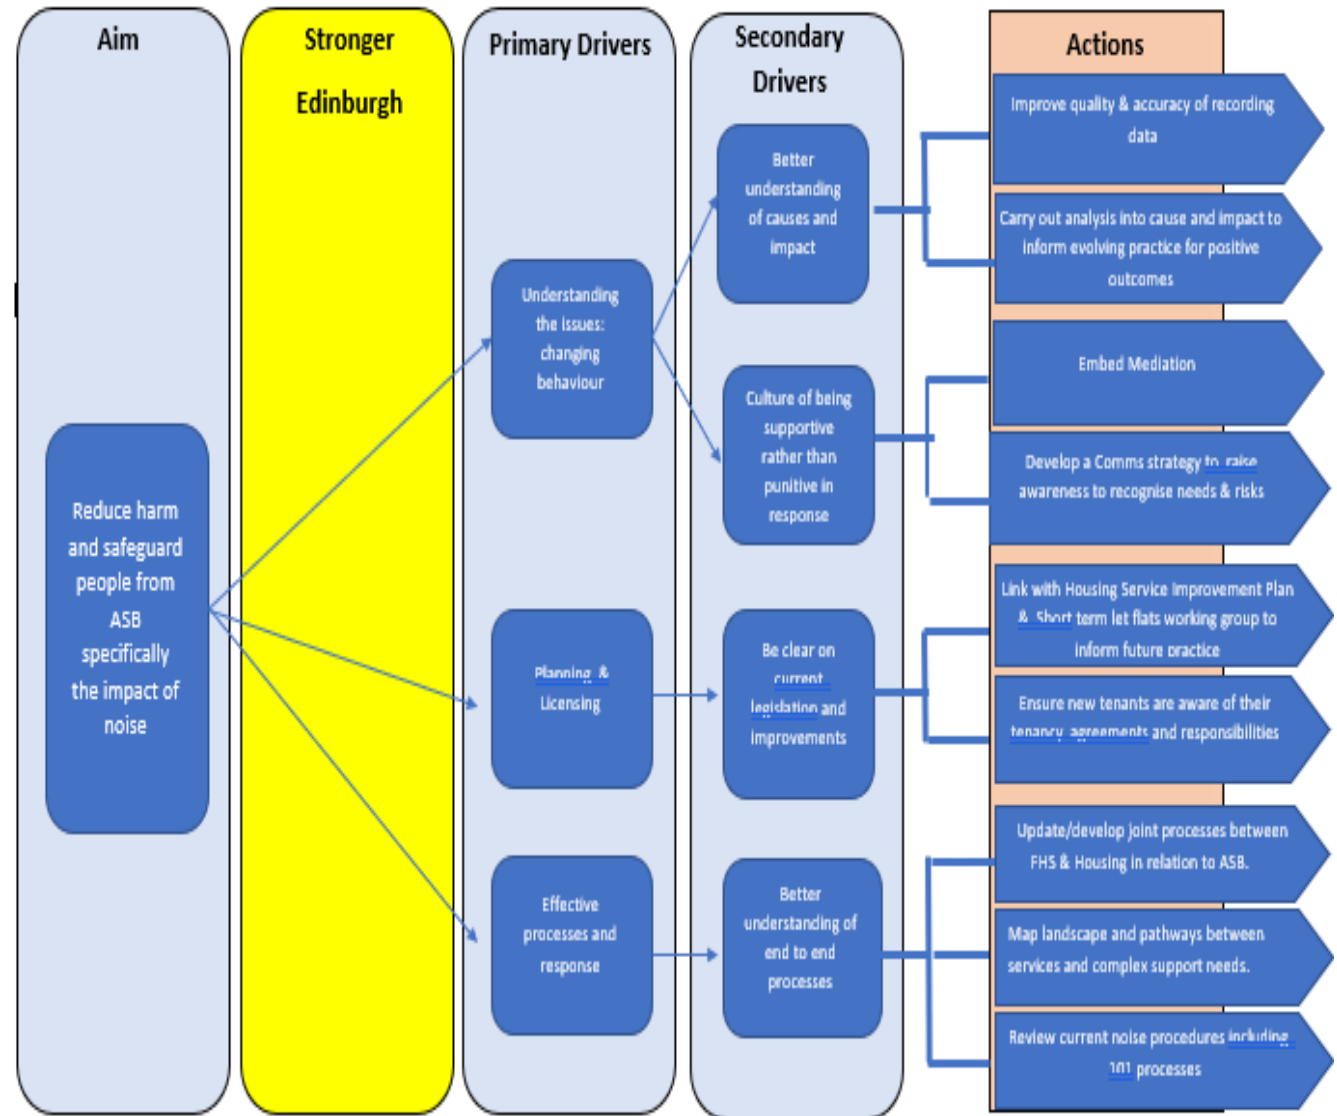 Aim
Stronger
Edinburgh
Primary Drivers
Secondary
Drivers
Actions
Reduce harm
and safeguard
people from
ASB
specifically
the impact of
noise
Understanding
the issues:
changing
behaviour
Planning &
Licensing
Effective
processes and
response
Better
understanding
of causes and
impact
Culture of being
supportive
rather than
punitive in
response
Be clear on
current
legislation and
improvements
Better
understanding of
end to end
processes
Improve quality & accuracy of recording
data
Carry out analysis into cause and impact to
inform evolving practice for positive
outcomes
Embed Mediation
Develop a Comms strategy to raise
awareness to recognise needs & risks
Link with Housing Service Improvement Plan
& Short term let flats working group to
inform future practice
Ensure new tenants are aware of their
tenancy agreements and responsibilities
Update/develop joint processes between
FHS & Housing in relation to ASB.
Map landscape and pathways between
services and complex support needs.
Review current noise procedures including
101 processes